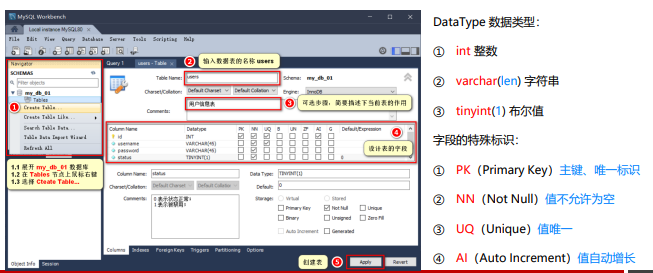 MySQL Workbench
Local instance MySQL80
File Edit View Query Database Server Tools Scripting Help
Navigator
SCHEMAS
Filter objects
my_db_01
Tables
Create Table...
Create Table Like...
Search Table Data...
Table Data Import Wizard
Refresh All
1.1 展开 my_db_01 数据库
1.2 在 Tables 节点上鼠标右键
1.3 选择 Cteate Table...
Object Info Session
Query 1 users - Table
② 输入数据表的名称 users
Table Name: users Schema: my_db_01
Charset/Collation: Default Charset Default Collation Engine: InnoDB
Comments: 用户信息表
③ 可选步骤：简要描述下当前表的作用
Column Name Datatype PK NN UQ B UN ZF AI G Default/Expression
id INT
username VARCHAR(45)
password VARCHAR(45)
status TINYINT(1) 0
④ 设计表的字段
Column Name: status Data Type: TINYINT(1)
Charset/Collation: Default Charset Default Collation Default: 0
Comments: 0表示状态正常；
1表示被禁用；
Storage: Virtual Stored
Primary Key Not Null Unique
Binary Unsigned Zero Fill
Auto Increment Generated
Columns Indexes Foreign Keys Triggers Partitioning Options
创建表 ⑤ Apply Revert
DataType 数据类型：
① int 整数
② varchar(len) 字符串
③ tinyint(1) 布尔值
字段的特殊标识：
① PK（Primary Key）主键、唯一标识
② NN（Not Null）值不允许为空
③ UQ（Unique）值唯一
④ AI（Auto Increment）值自动增长